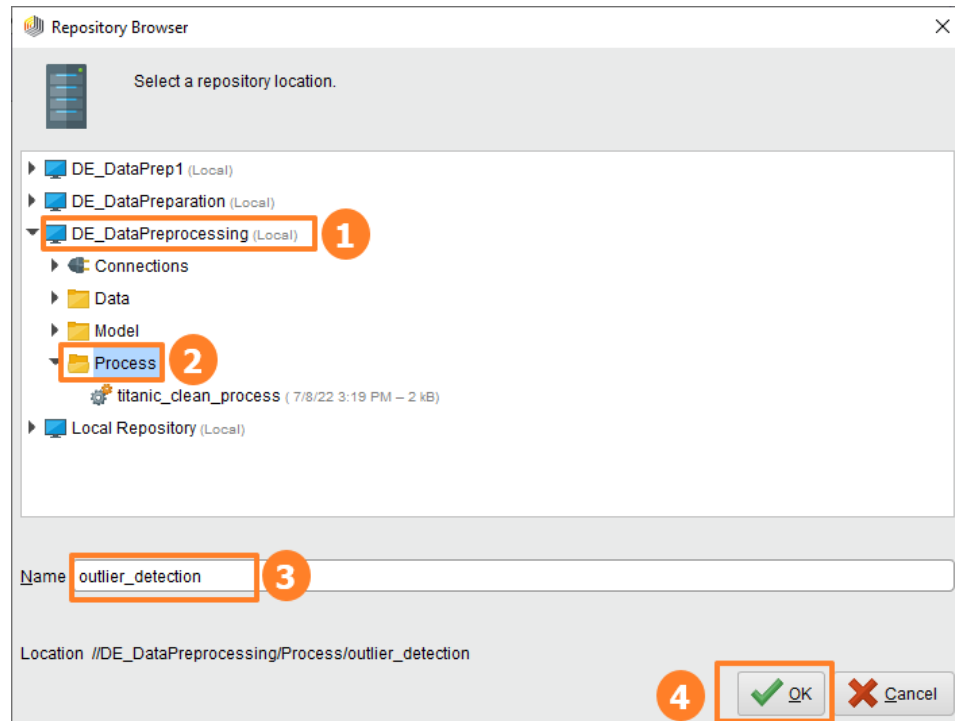 Repository Browser
Select a repository location.
DE_DataPrep1 (Local)
DE_DataPreparation (Local)
DE_DataPreprocessing (Local) 1
Connections
Data
Model
Process 2
titanic_clean_process ( 7/8/22 3:19 PM – 2 kB)
Local Repository (Local)
Name outlier_detection 3
Location //DE_DataPreprocessing/Process/outlier_detection
4 OK Cancel